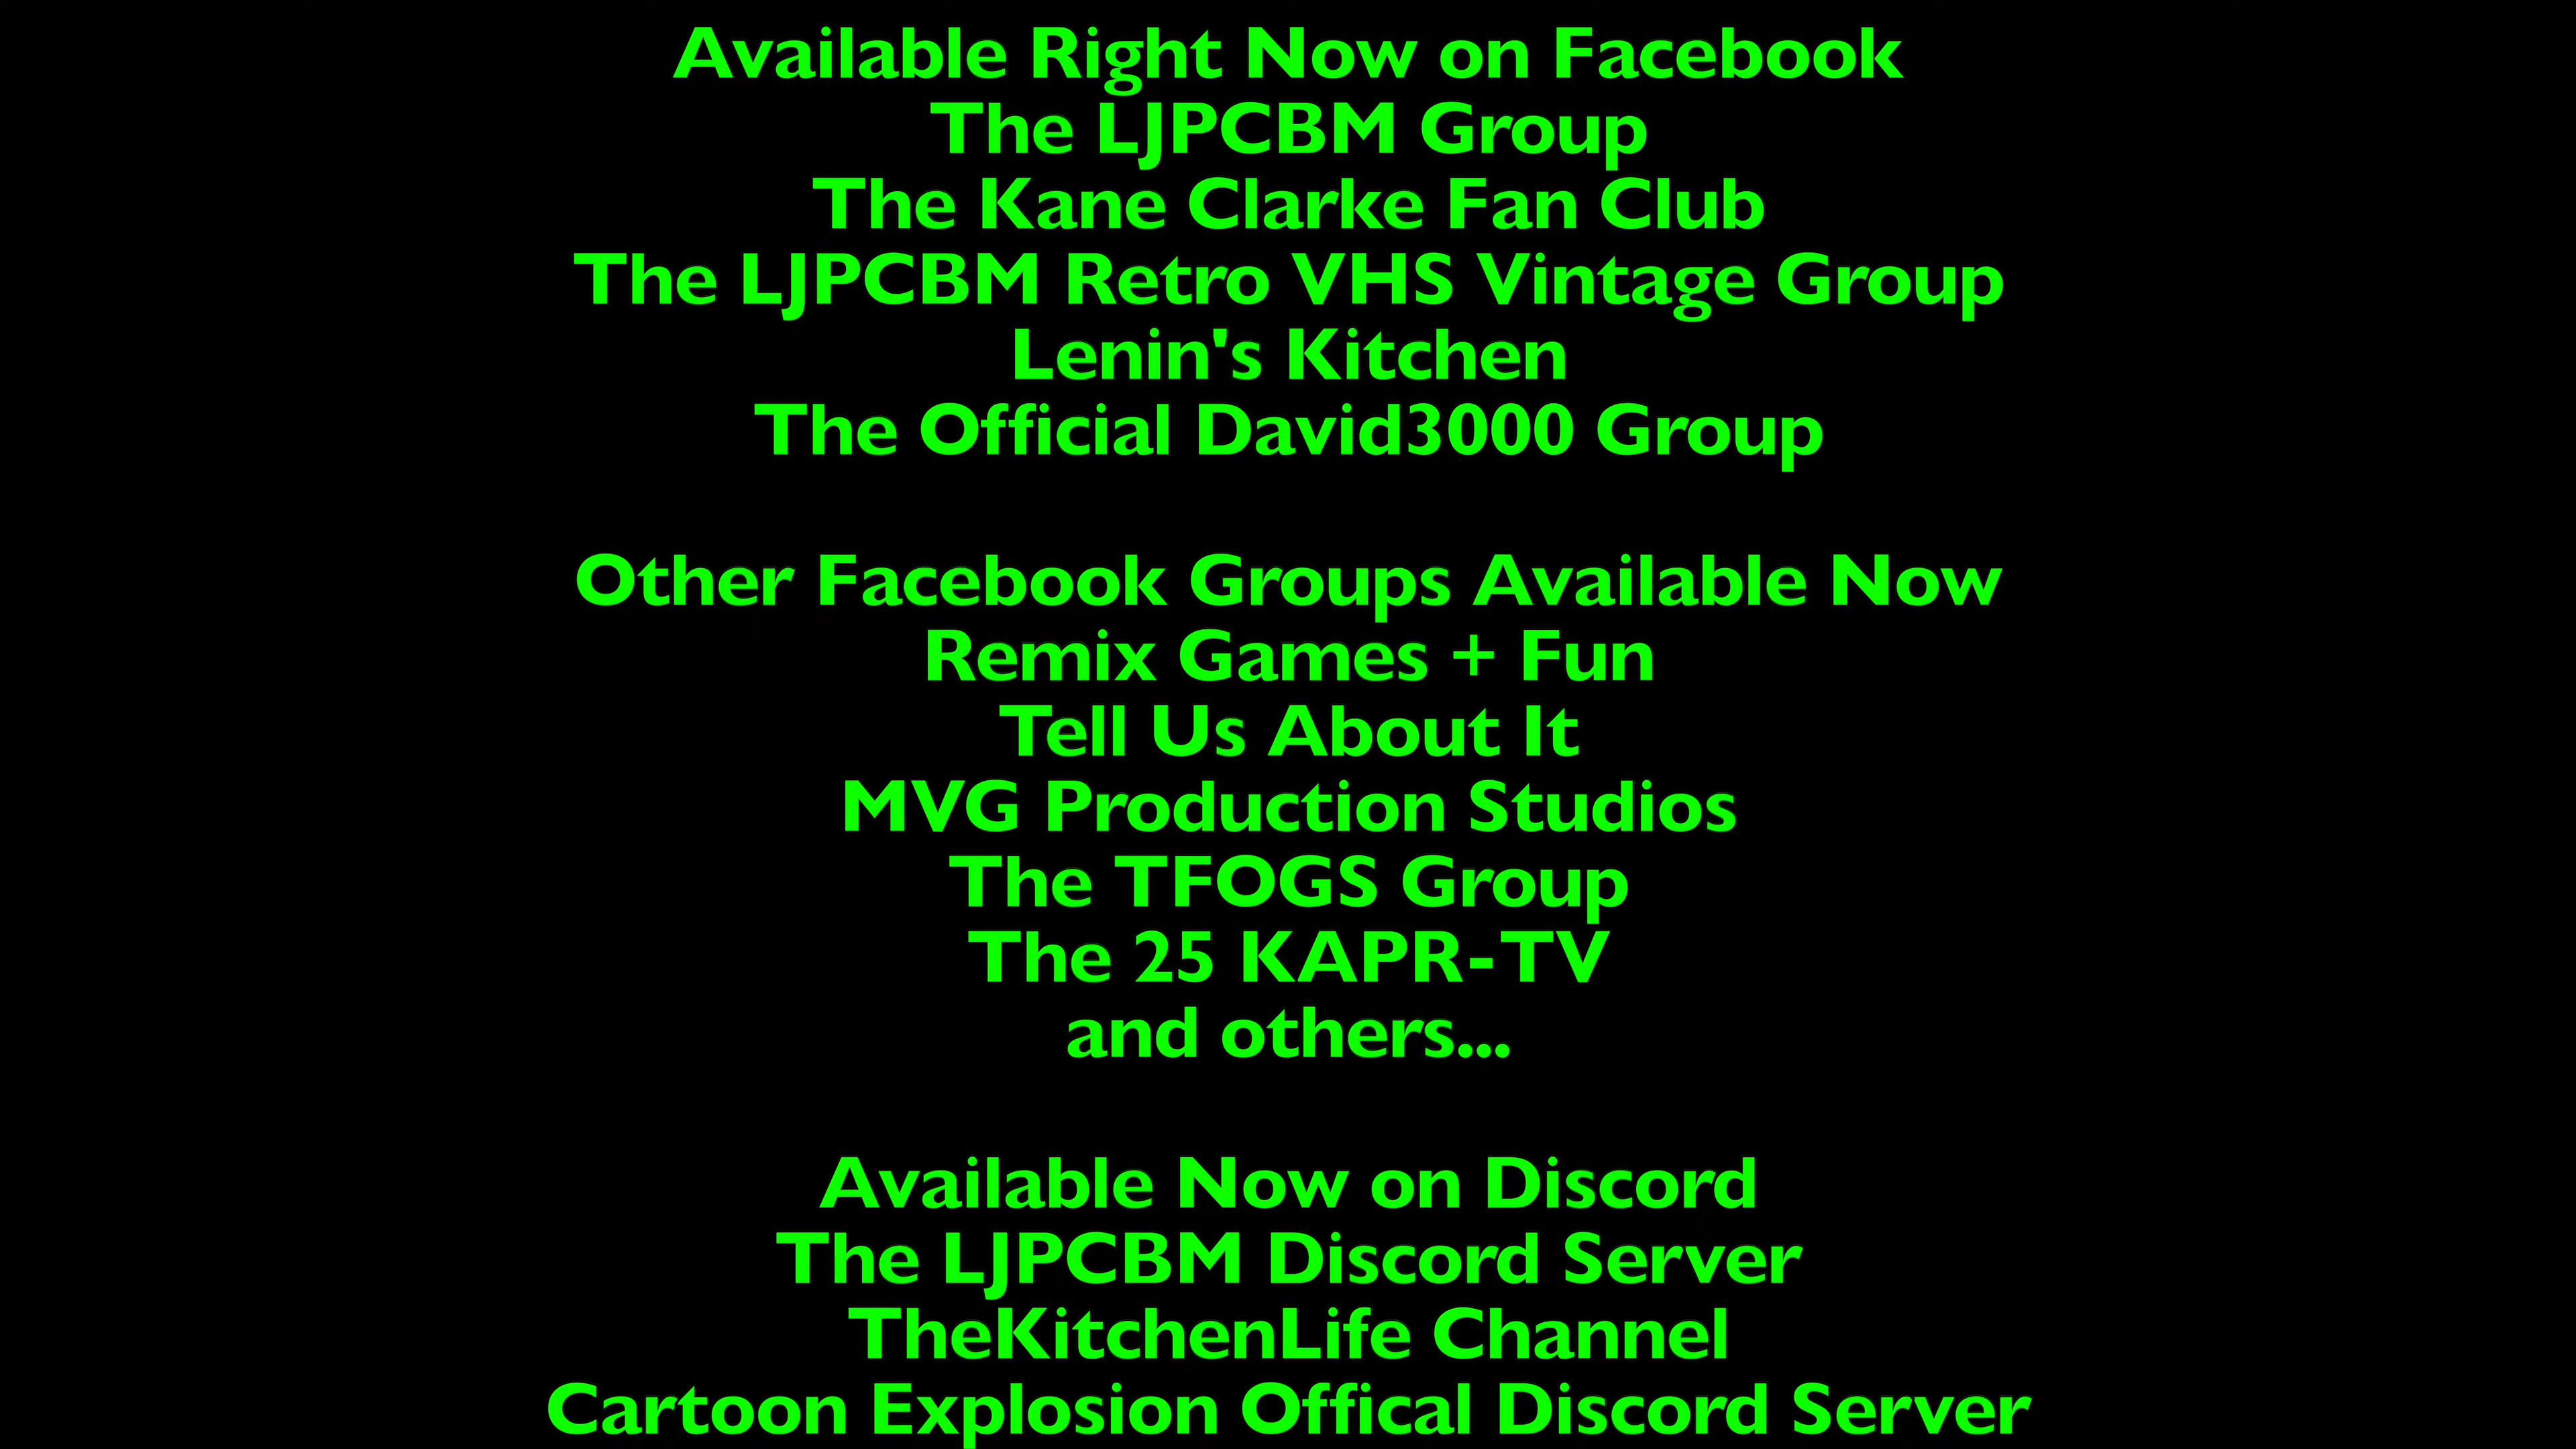 Available Right Now on Facebook
The LJPCBM Group
The Kane Clarke Fan Club
The LJPCBM Retro VHS Vintage Group
Lenin's Kitchen
The Official David3000 Group
Other Facebook Groups Available Now
Remix Games + Fun
Tell Us About It
MVG Production Studios
The TFOGS Group
The 25 KAPR-TV
and others...
Available Now on Discord
The LJPCBM Discord Server
TheKitchenLife Channel
Cartoon Explosion Offical Discord Server